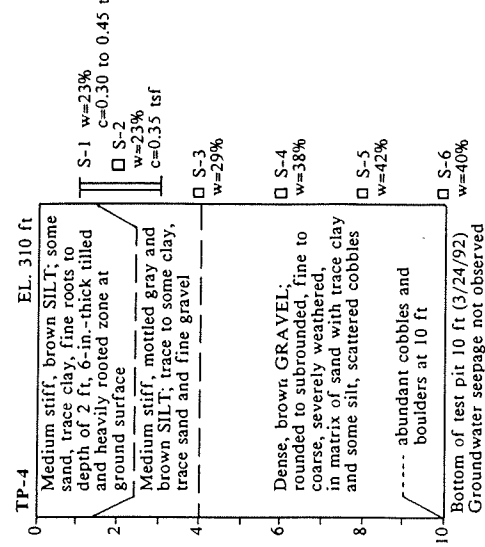 TP-4 EL. 310 ft
0
2
4
6
8
10
Medium stiff, brown SILT; some
sand, trace clay, fine roots to
depth of 2 ft, 6-in.-thick tilled
and heavily rooted zone at
ground surface
Medium stiff, mottled gray and
brown SILT; trace to some clay,
trace sand and fine gravel
Dense, brown GRAVEL;
rounded to subrounded, fine to
coarse, severely weathered,
in matrix of sand with trace clay
and some silt, scattered cobbles
----- abundant cobbles and
boulders at 10 ft
Bottom of test pit 10 ft (3/24/92)
Groundwater seepage not observed
S-1 w=23%
c=0.30 to 0.45 t
S-2
w=23%
c=0.35 tsf
S-3
w=29%
S-4
w=38%
S-5
w=42%
S-6
w=40%